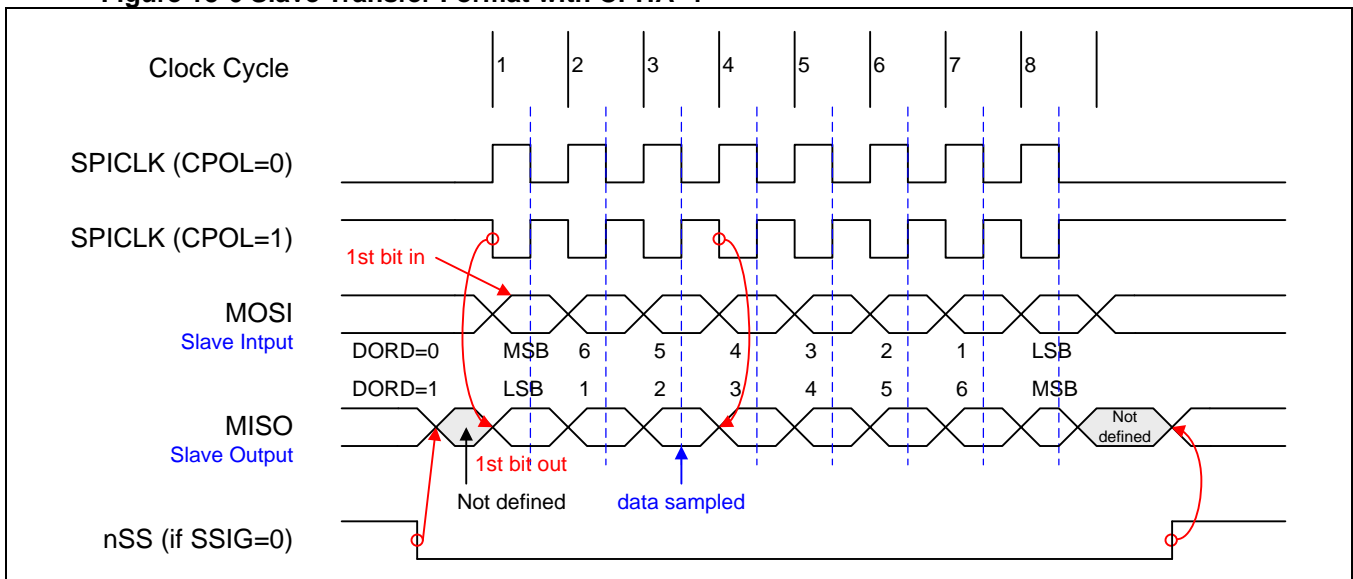 Clock Cycle 1 2 3 4 5 6 7 8
SPICLK (CPOL=0)
SPICLK (CPOL=1)
1st bit in
MOSI
Slave Intput
DORD=0 MSB 6 5 4 3 2 1 LSB
DORD=1 LSB 1 2 3 4 5 6 MSB
MISO
Slave Output
Not
defined
1st bit out
Not defined
data sampled
nSS (if SSIG=0)